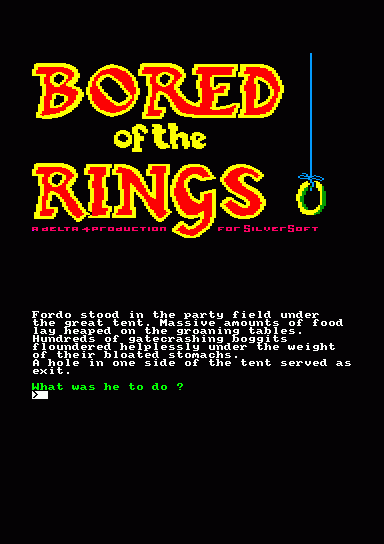 BORED
of the
RINGS
A DELTA 4 PRODUCTION FOR SILVERSOFT
Fordo stood in the party field under
the great tent. Massive amounts of food
lay heaped on the groaning tables.
Hundreds of gatecrashing boggits
floundered helplessly under the weight
of their bloated stomachs.
A hole in one side of the tent served as
exit.
What was he to do ?
>